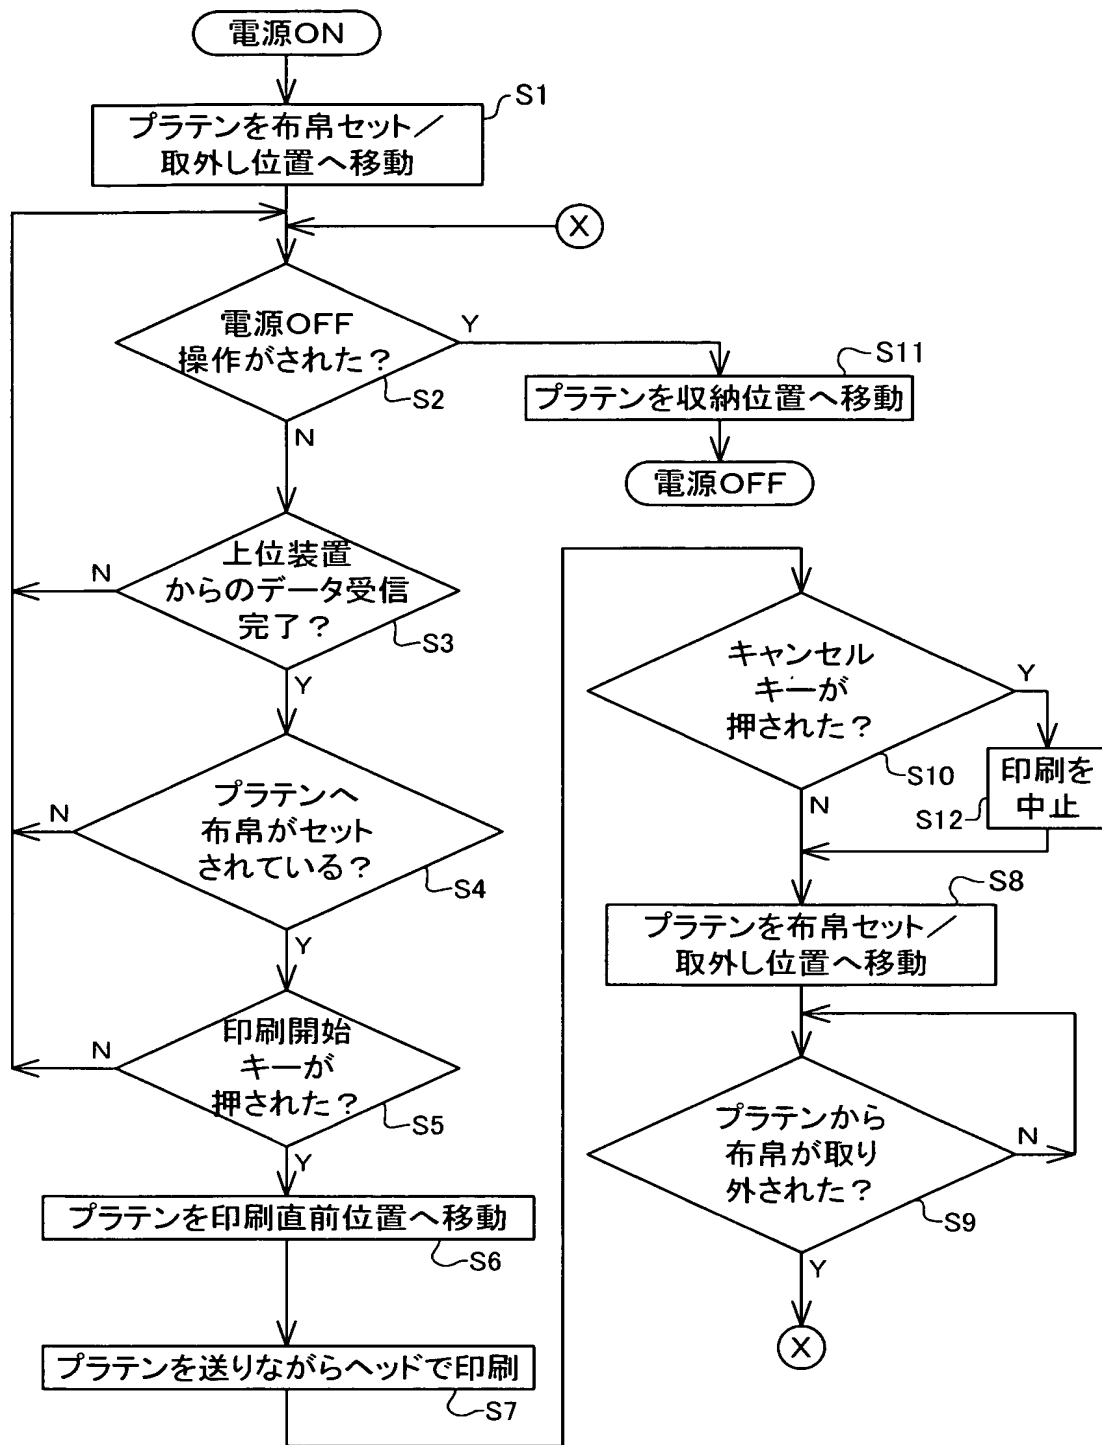 電源ON
S1
プラテンを布帛セット／
取外し位置へ移動
X
電源OFF
操作がされた？
S2
Y
N
S11
プラテンを収納位置へ移動
電源OFF
上位装置
からのデータ受信
完了？
S3
N
Y
プラテンへ
布帛がセット
されている？
S4
N
Y
印刷開始
キーが
押された？
S5
N
Y
プラテンを印刷直前位置へ移動
S6
プラテンを送りながらヘッドで印刷
S7
キャンセル
キーが
押された？
S10
Y
N
印刷を
中止
S12
S8
プラテンを布帛セット／
取外し位置へ移動
プラテンから
布帛が取り
外された？
S9
N
Y
X